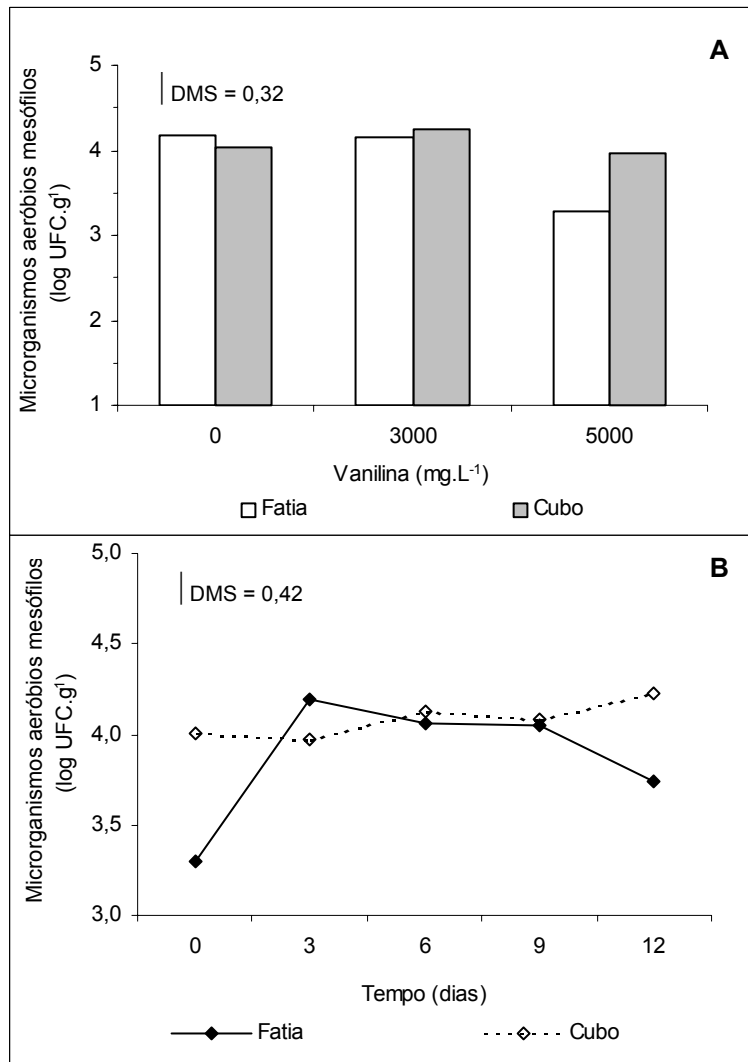 A
DMS = 0,32
Microrganismos aeróbios mesófilos
(log UFC.g¹)
5
4
3
2
1
0 3000 5000
Vanilina (mg.L⁻¹)
Fatia Cubo
B
DMS = 0,42
Microrganismos aeróbios mesófilos
(log UFC.g¹)
5,0
4,5
4,0
3,5
3,0
0 3 6 9 12
Tempo (dias)
Fatia Cubo